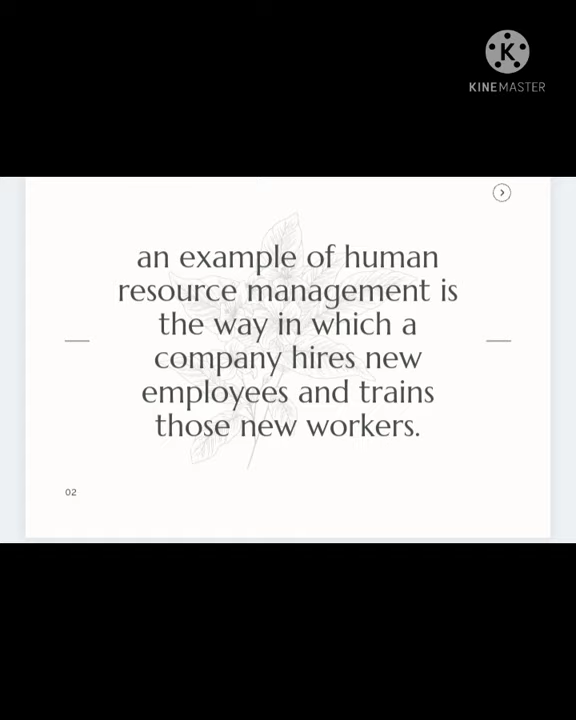 K
KINEMASTER
an example of human
resource management is
the way in which a
company hires new
employees and trains
those new workers.
02